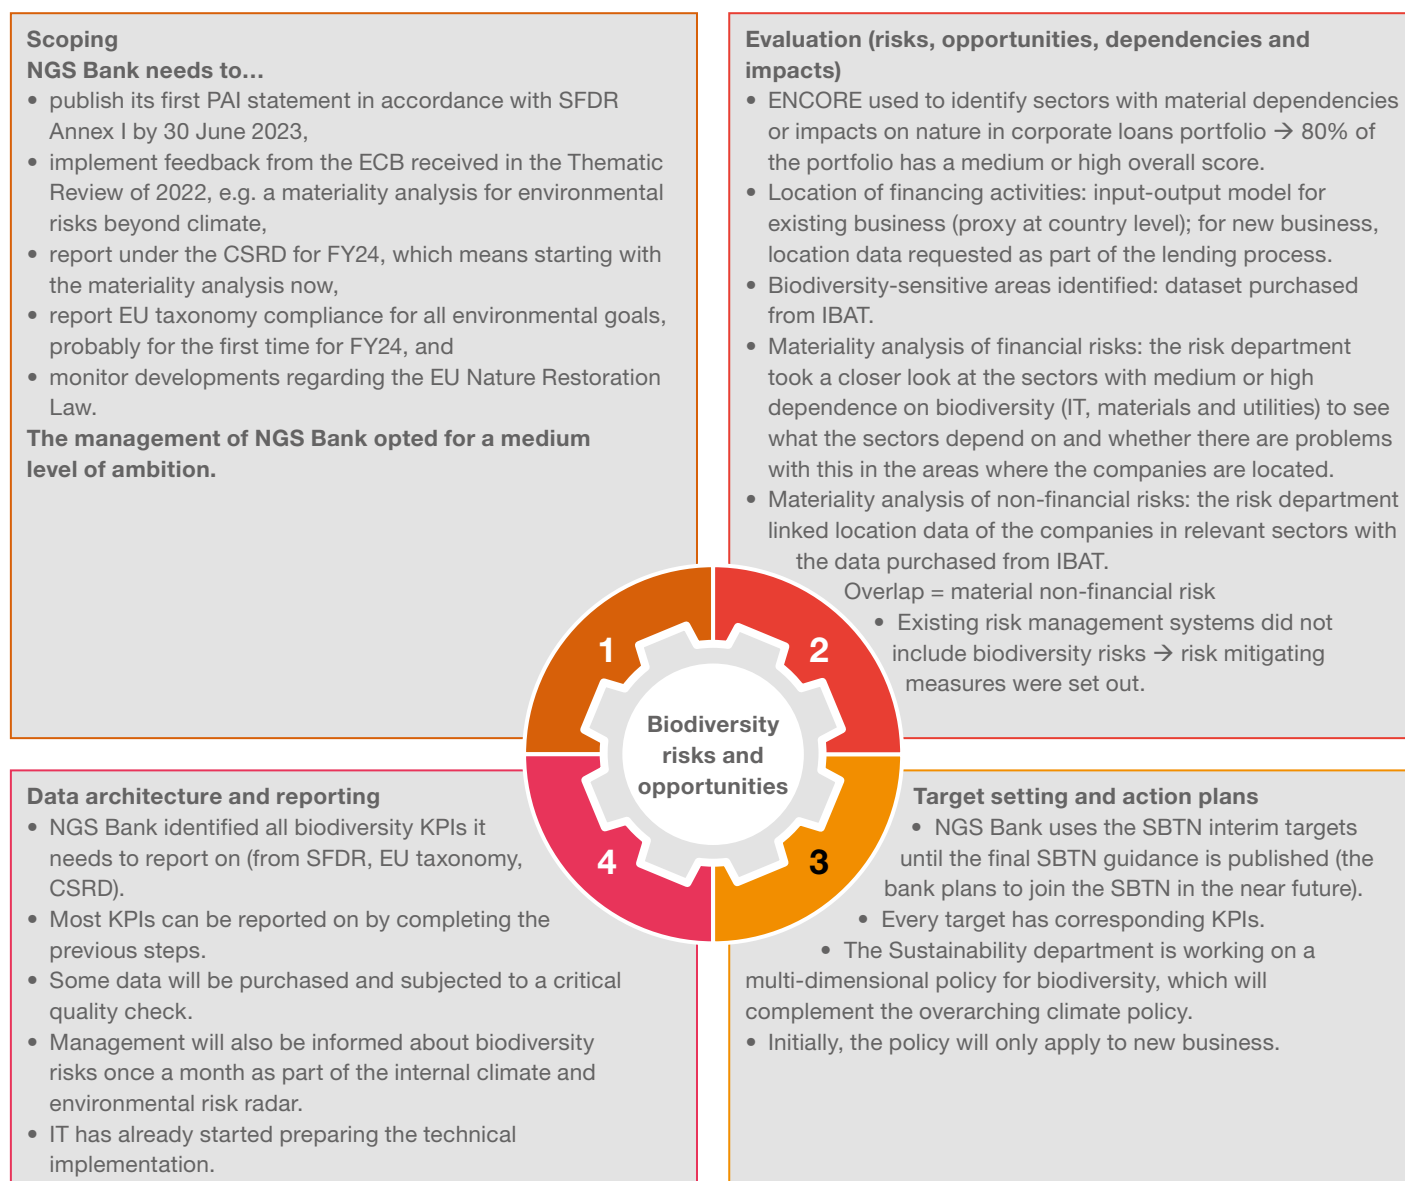 Scoping
NGS Bank needs to…
• publish its first PAI statement in accordance with SFDR
Annex I by 30 June 2023,
• implement feedback from the ECB received in the Thematic
Review of 2022, e.g. a materiality analysis for environmental
risks beyond climate,
• report under the CSRD for FY24, which means starting with
the materiality analysis now,
• report EU taxonomy compliance for all environmental goals,
probably for the first time for FY24, and
• monitor developments regarding the EU Nature Restoration
Law.
The management of NGS Bank opted for a medium
level of ambition.
Evaluation (risks, opportunities, dependencies and
impacts)
• ENCORE used to identify sectors with material dependencies
or impacts on nature in corporate loans portfolio → 80% of
the portfolio has a medium or high overall score.
• Location of financing activities: input-output model for
existing business (proxy at country level); for new business,
location data requested as part of the lending process.
• Biodiversity-sensitive areas identified: dataset purchased
from IBAT.
• Materiality analysis of financial risks: the risk department
took a closer look at the sectors with medium or high
dependence on biodiversity (IT, materials and utilities) to see
what the sectors depend on and whether there are problems
with this in the areas where the companies are located.
• Materiality analysis of non-financial risks: the risk department
linked location data of the companies in relevant sectors with
the data purchased from IBAT.
Overlap = material non-financial risk
• Existing risk management systems did not
include biodiversity risks → risk mitigating
measures were set out.
1
2
Biodiversity
risks and
opportunities
4
3
Data architecture and reporting
• NGS Bank identified all biodiversity KPIs it
needs to report on (from SFDR, EU taxonomy,
CSRD).
• Most KPIs can be reported on by completing the
previous steps.
• Some data will be purchased and subjected to a critical
quality check.
• Management will also be informed about biodiversity
risks once a month as part of the internal climate and
environmental risk radar.
• IT has already started preparing the technical
implementation.
Target setting and action plans
• NGS Bank uses the SBTN interim targets
until the final SBTN guidance is published (the
bank plans to join the SBTN in the near future).
• Every target has corresponding KPIs.
• The Sustainability department is working on a
multi-dimensional policy for biodiversity, which will
complement the overarching climate policy.
• Initially, the policy will only apply to new business.